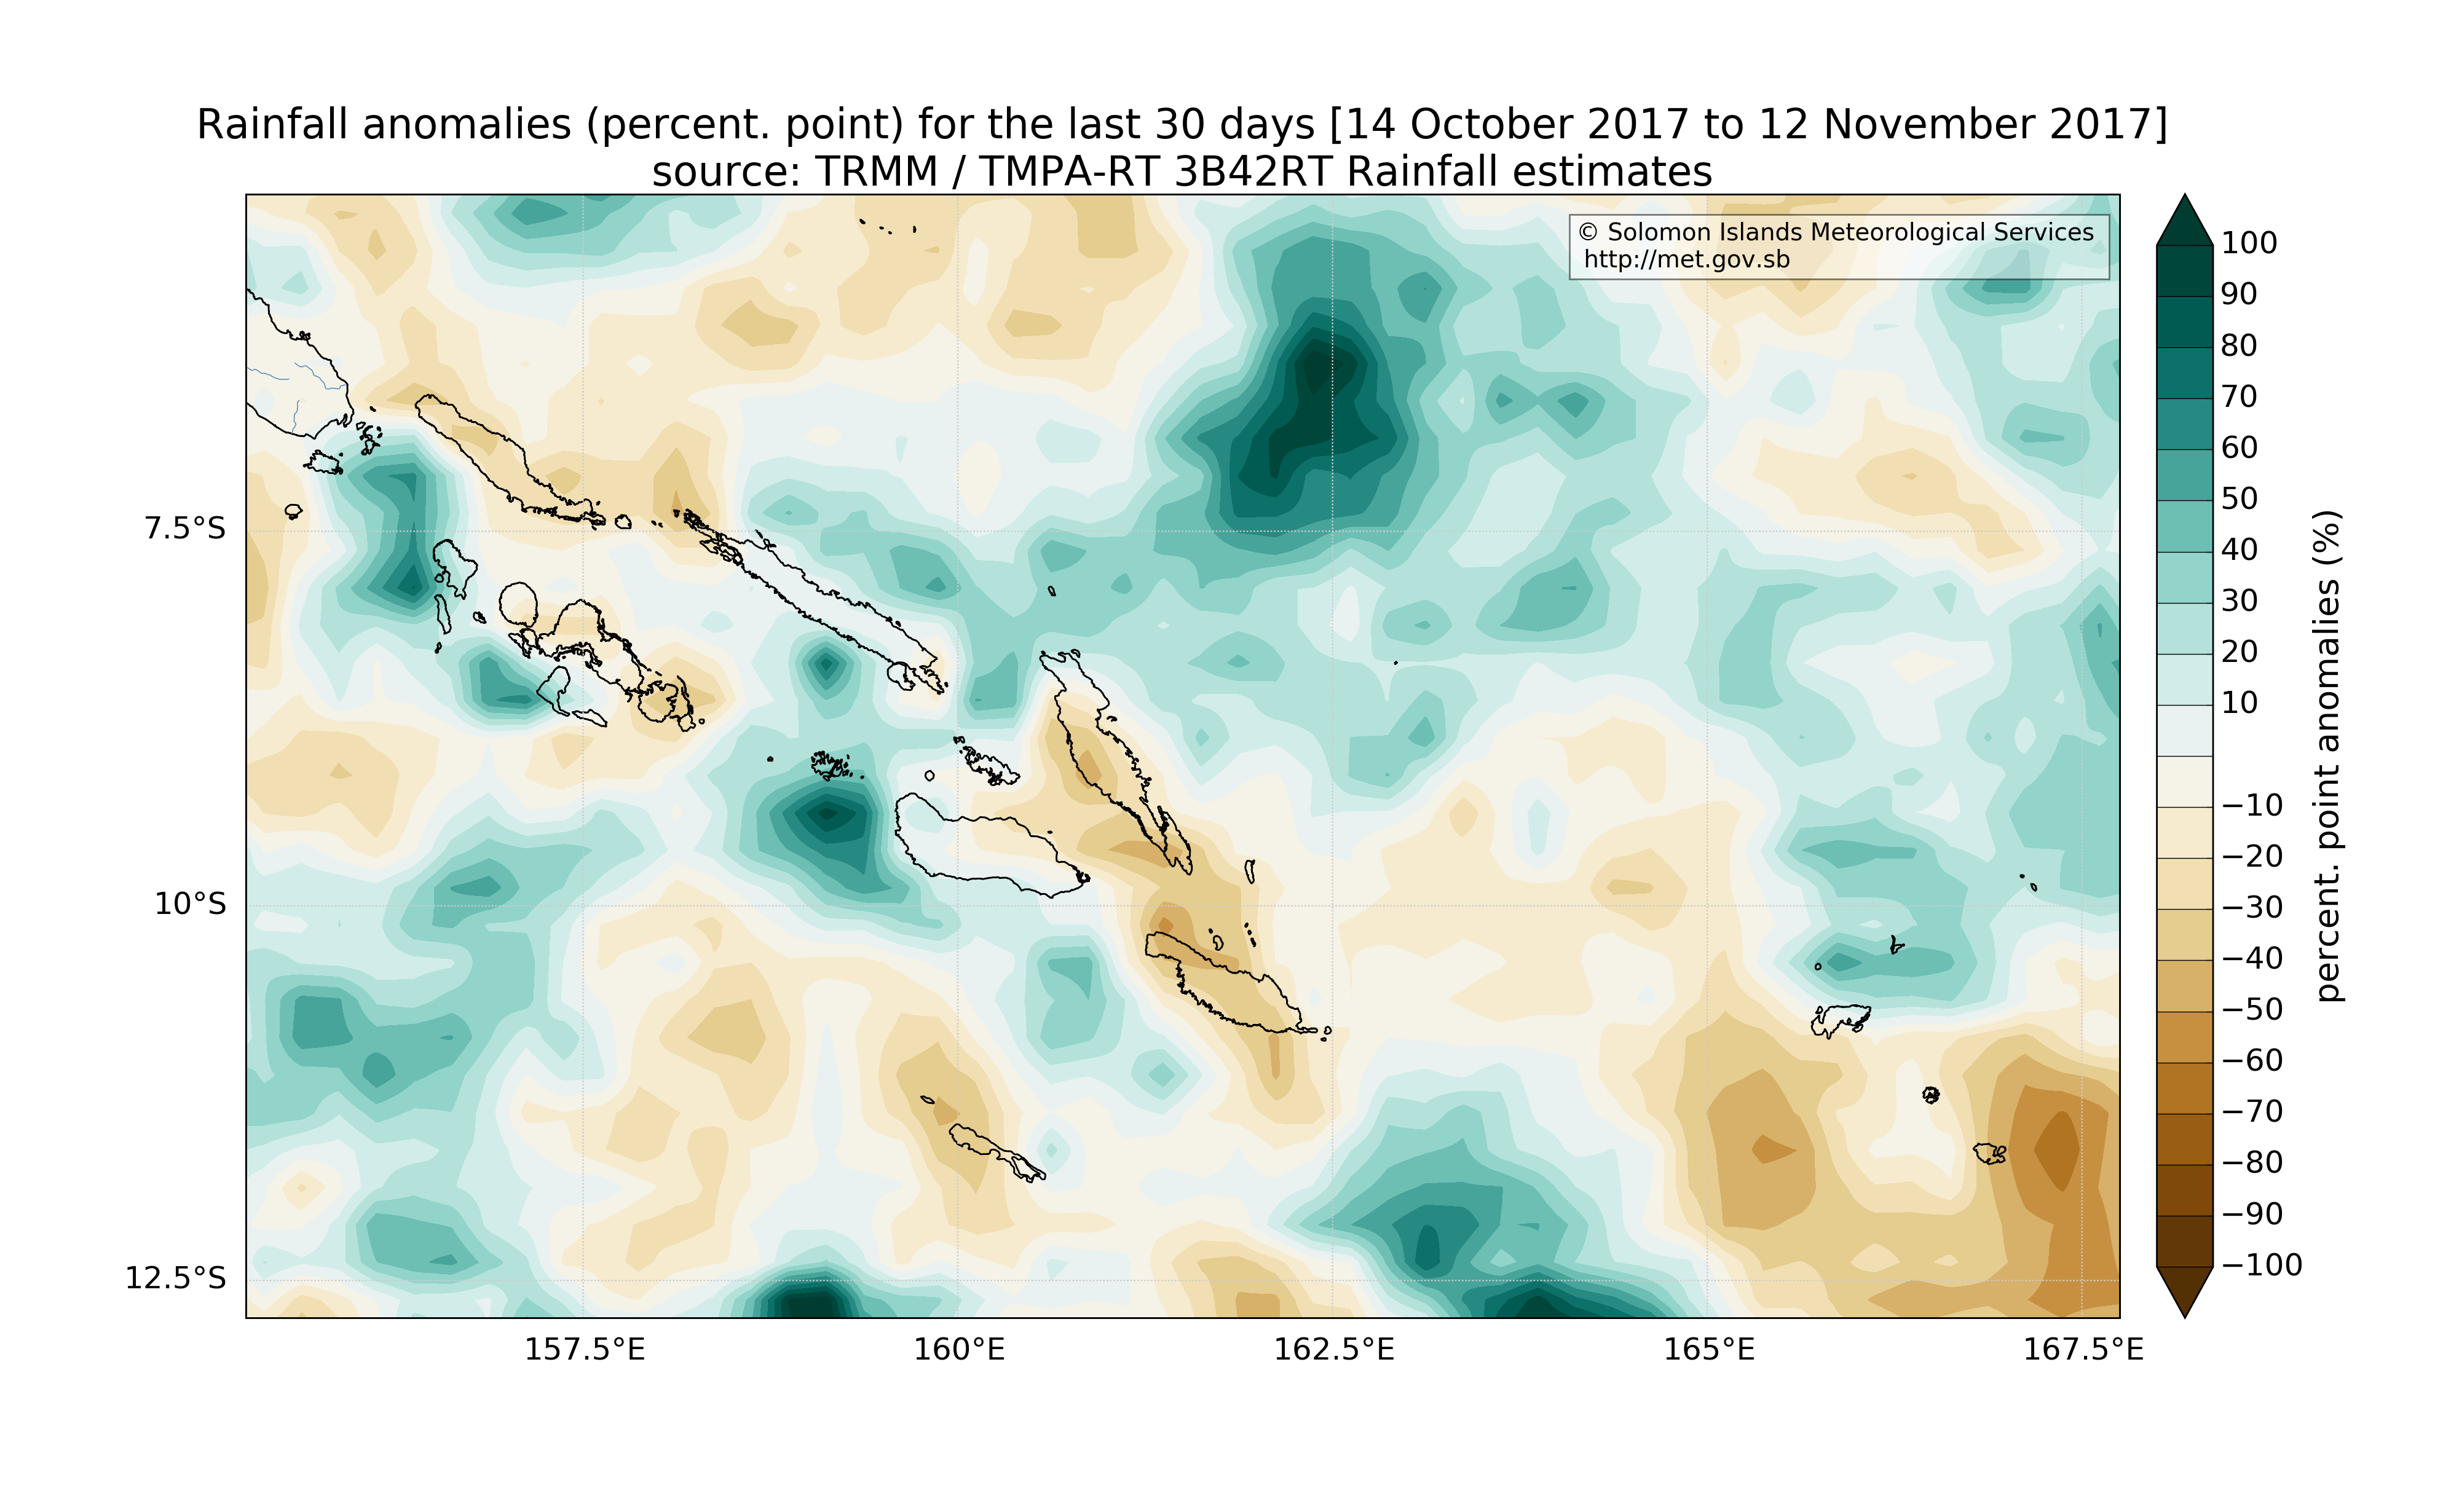 Rainfall anomalies (percent. point) for the last 30 days [14 October 2017 to 12 November 2017]
source: TRMM / TMPA-RT 3B42RT Rainfall estimates
© Solomon Islands Meteorological Services
http://met.gov.sb
7.5°S
10°S
12.5°S
157.5°E
160°E
162.5°E
165°E
167.5°E
100
90
80
70
60
50
40
30
20
10
−10
−20
−30
−40
−50
−60
−70
−80
−90
−100
percent. point anomalies (%)